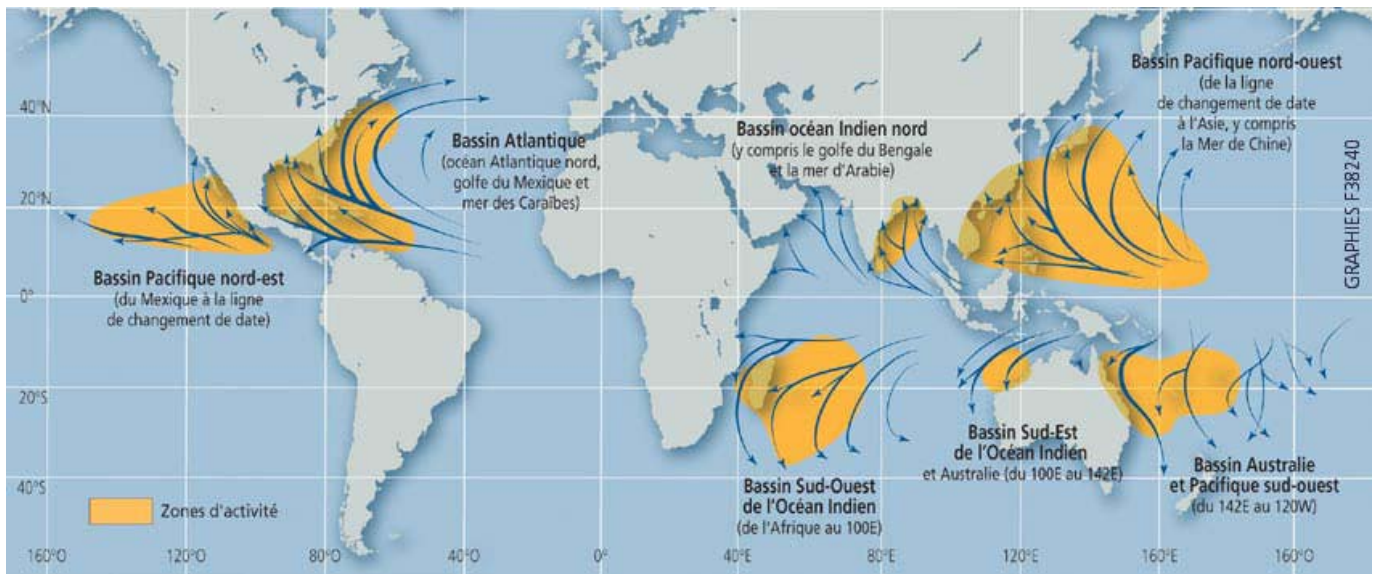 Bassin Pacifique nord-ouest
(de la ligne
de changement de date
à l'Asie, y compris
la Mer de Chine)
GRAPHIES F38240
Bassin Atlantique
(océan Atlantique nord,
golfe du Mexique et
mer des Caraïbes)
Bassin océan Indien nord
(y compris le golfe du Bengale
et la mer d'Arabie)
Bassin Pacifique nord-est
(du Mexique à la ligne
de changement de date)
40°N
20°N
0°
20°S
40°S
Bassin Sud-Ouest
de l'Océan Indien
(de l'Afrique au 100E)
Bassin Sud-Est
de l'Océan Indien
et Australie (du 100E au 142E)
Bassin Australie
et Pacifique sud-ouest
(du 142E au 120W)
Zones d'activité
160°O
120°O
80°O
40°O
0°
40°E
80°E
120°E
160°E
160°O